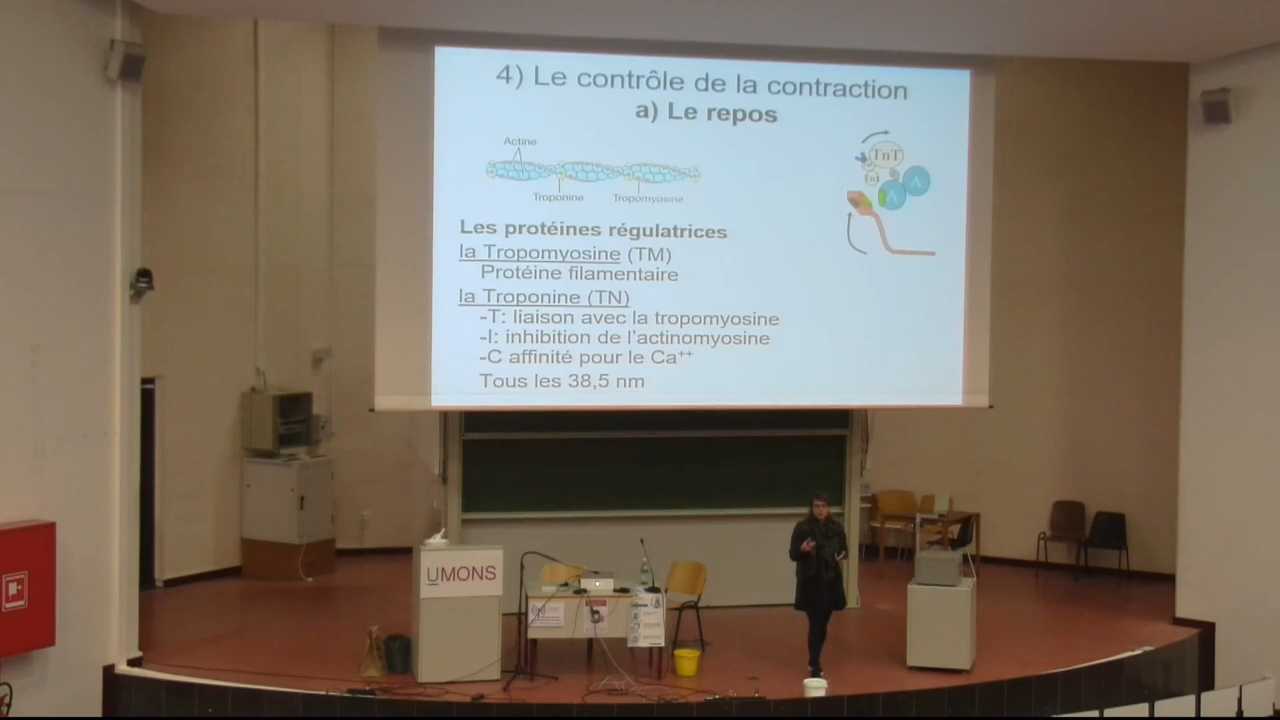 4) Le contrôle de la contraction
a) Le repos
Actine
Troponine
Tropomyosine
TnT
A
A
Les protéines régulatrices
la Tropomyosine (TM)
Protéine filamentaire
la Troponine (TN)
-T: liaison avec la tropomyosine
-I: inhibition de l'actinomyosine
-C affinité pour le Ca⁺⁺
Tous les 38,5 nm
UMONS